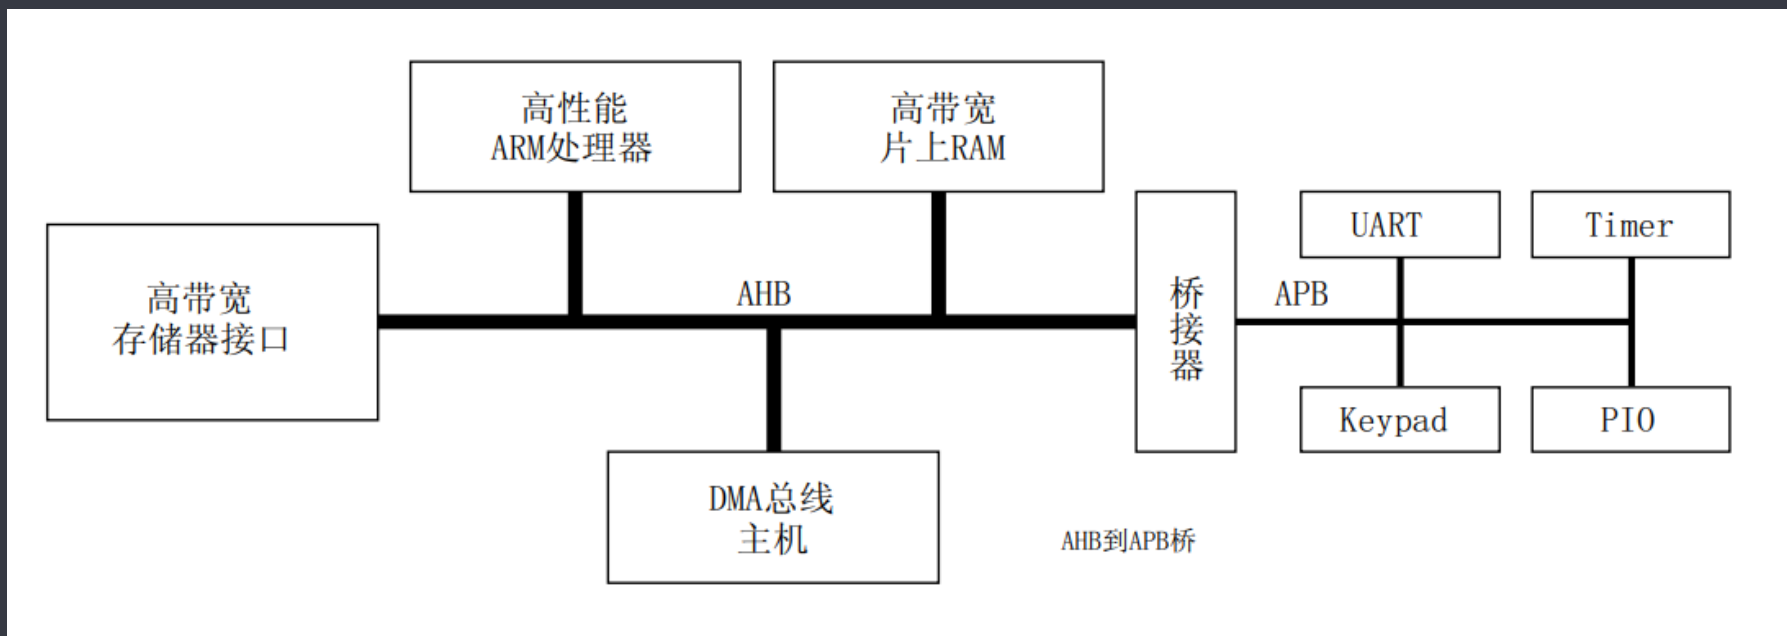 高性能
ARM处理器
高带宽
片上RAM
高带宽
存储器接口
AHB
桥
接
器
APB
UART
Timer
Keypad
PIO
DMA总线
主机
AHB到APB桥